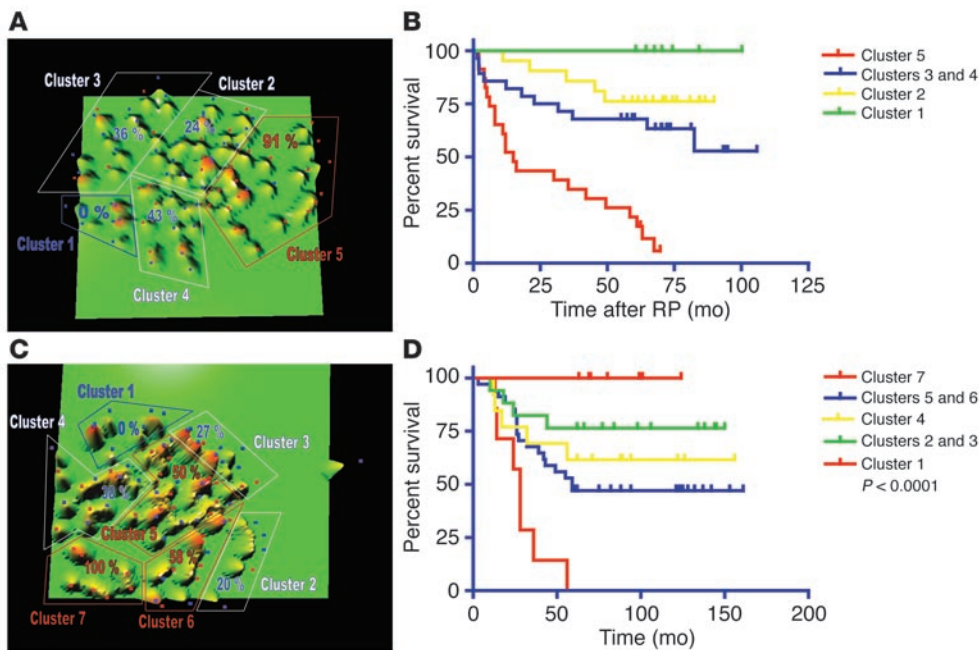 A
Cluster 3
Cluster 2
36 %
24 %
91 %
0 %
43 %
Cluster 1
Cluster 5
Cluster 4
B
100
75
50
25
0
Percent survival
0
25
50
75
100
125
Time after RP (mo)
Cluster 5
Clusters 3 and 4
Cluster 2
Cluster 1
C
Cluster 1
Cluster 4
0 %
27 %
Cluster 3
50 %
Cluster 5
58 %
100 %
20 %
Cluster 2
Cluster 7
Cluster 6
D
100
75
50
25
0
Percent survival
0
50
100
150
200
Time (mo)
Cluster 7
Clusters 5 and 6
Cluster 4
Clusters 2 and 3
Cluster 1
P < 0.0001